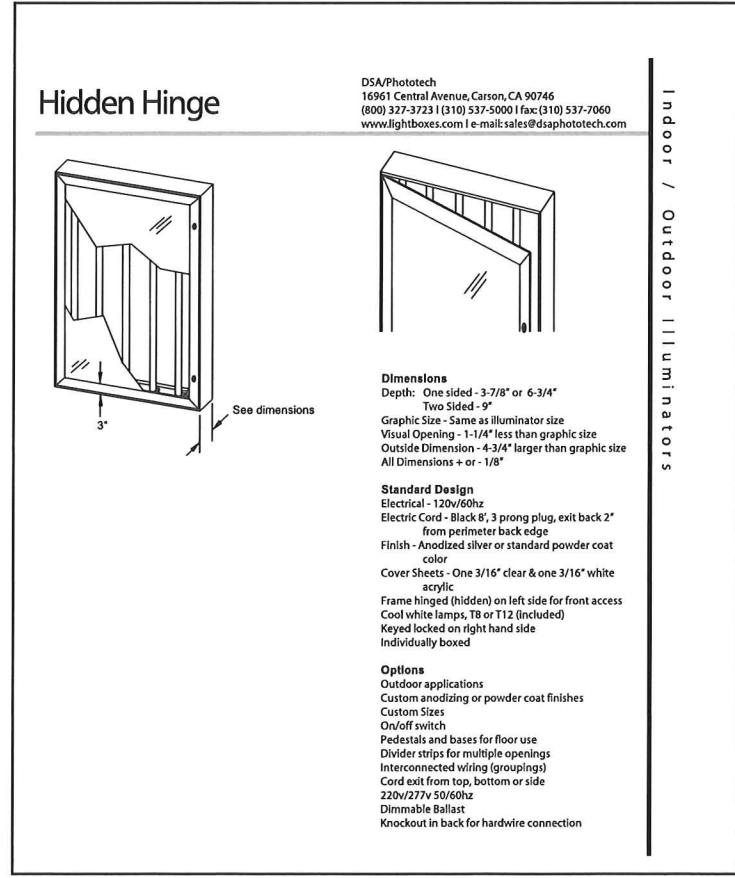 Hidden Hinge
DSA/Phototech
16961 Central Avenue, Carson, CA 90746
(800) 327-3723 l (310) 537-5000 l fax: (310) 537-7060
www.lightboxes.com l e-mail: sales@dsaphototech.com
Indoor / Outdoor Illuminators
3"
See dimensions
Dimensions
Depth: One sided - 3-7/8" or 6-3/4"
Two Sided - 9"
Graphic Size - Same as illuminator size
Visual Opening - 1-1/4" less than graphic size
Outside Dimension - 4-3/4" larger than graphic size
All Dimensions + or - 1/8"
Standard Design
Electrical - 120v/60hz
Electric Cord - Black 8', 3 prong plug, exit back 2"
from perimeter back edge
Finish - Anodized silver or standard powder coat
color
Cover Sheets - One 3/16" clear & one 3/16" white
acrylic
Frame hinged (hidden) on left side for front access
Cool white lamps, T8 or T12 (included)
Keyed locked on right hand side
Individually boxed
Options
Outdoor applications
Custom anodizing or powder coat finishes
Custom Sizes
On/off switch
Pedestals and bases for floor use
Divider strips for multiple openings
Interconnected wiring (groupings)
Cord exit from top, bottom or side
220v/277v 50/60hz
Dimmable Ballast
Knockout in back for hardwire connection